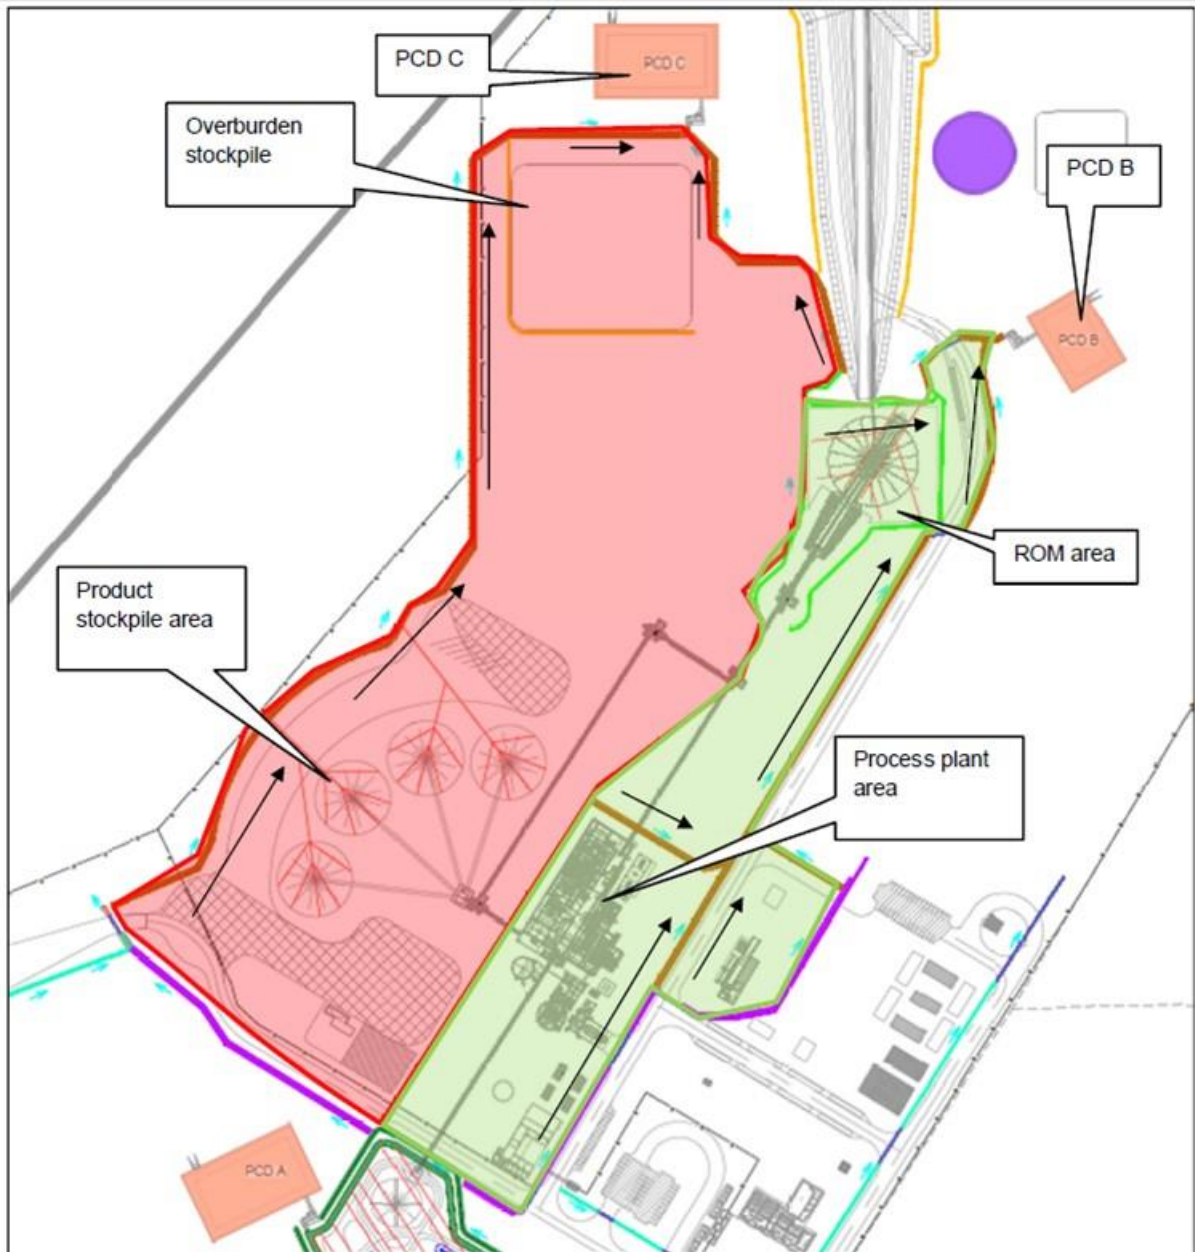 PCD C
PCD C
Overburden
stockpile
PCD B
PCD B
ROM area
Product
stockpile area
Process plant
area
PCD A